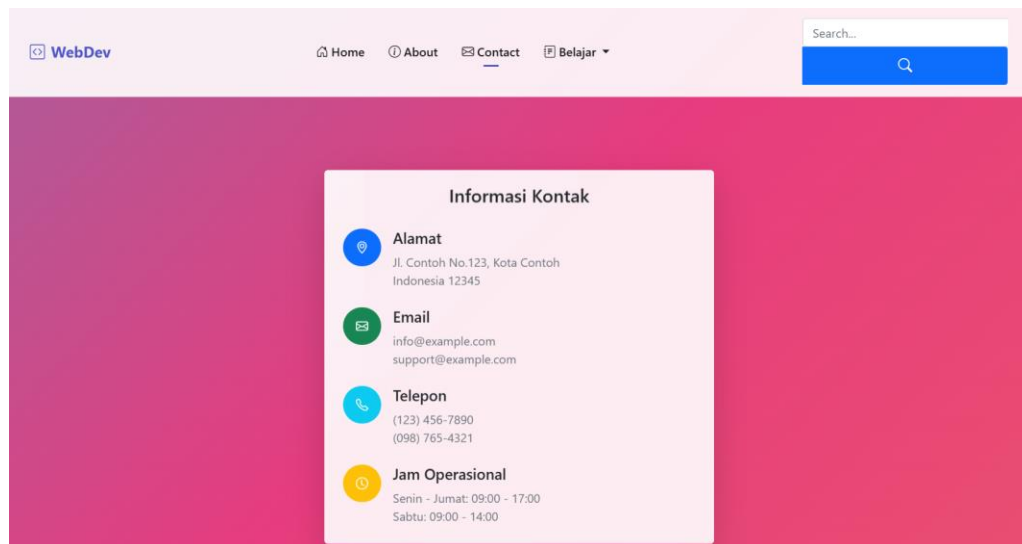 WebDev
Home
About
Contact
Belajar
Search...
Informasi Kontak
Alamat
Jl. Contoh No.123, Kota Contoh
Indonesia 12345
Email
info@example.com
support@example.com
Telepon
(123) 456-7890
(098) 765-4321
Jam Operasional
Senin - Jumat: 09:00 - 17:00
Sabtu: 09:00 - 14:00